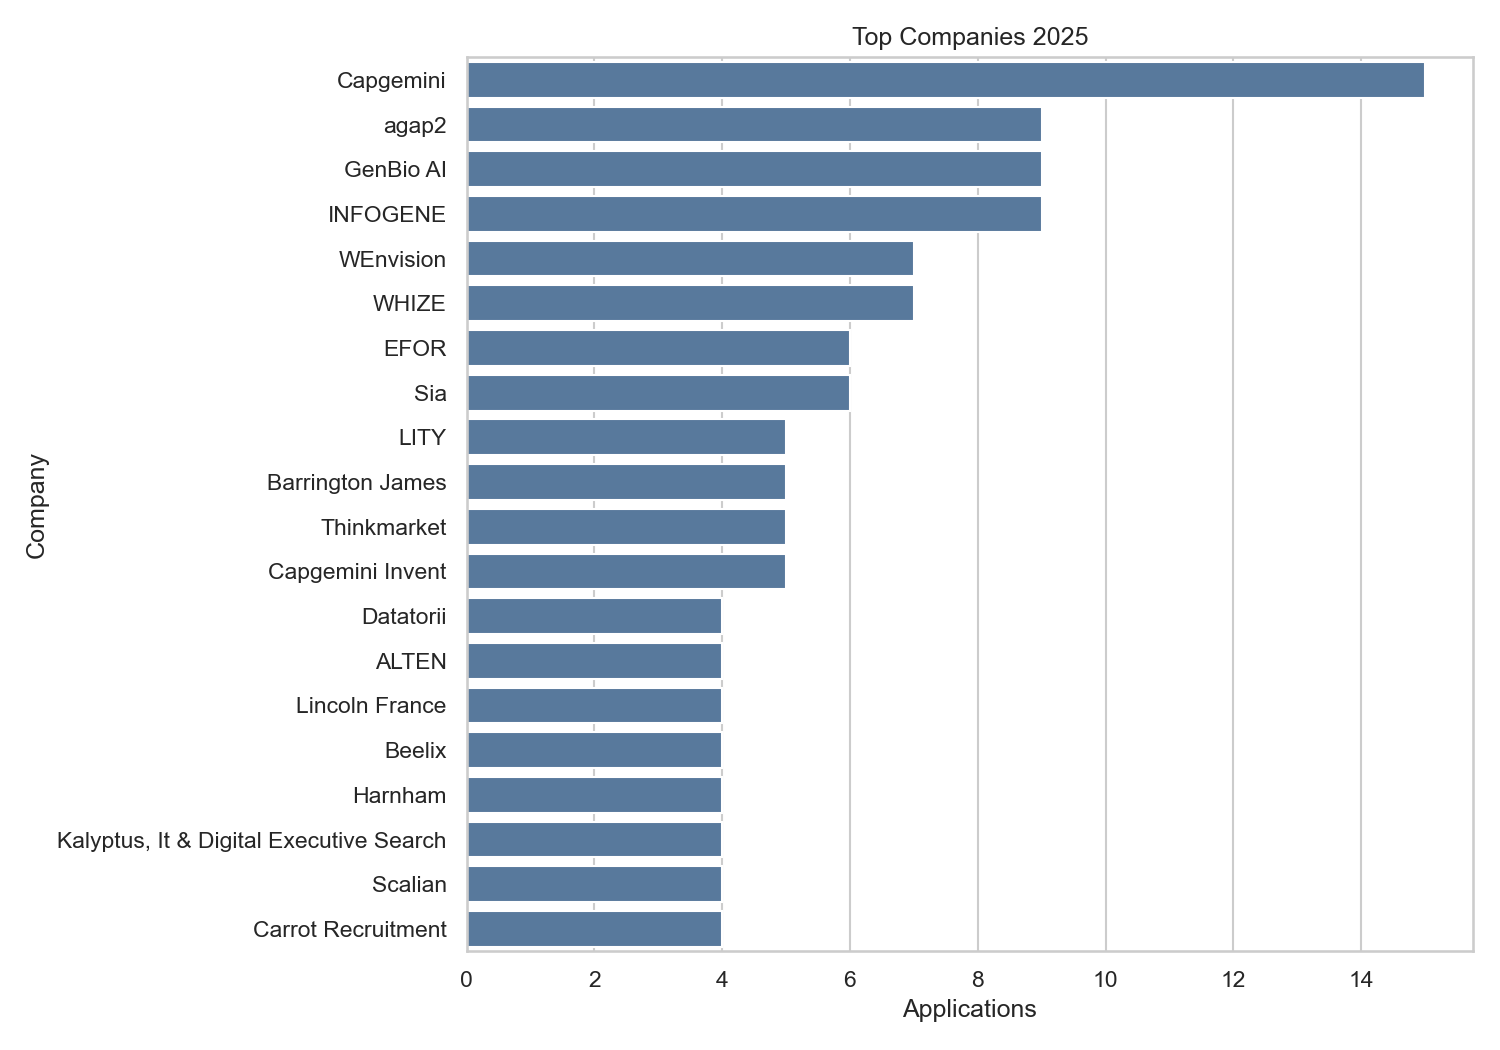 Top Companies 2025
Capgemini
agap2
GenBio AI
INFOGENE
WEnvision
WHIZE
EFOR
Sia
LITY
Barrington James
Thinkmarket
Capgemini Invent
Datatorii
ALTEN
Lincoln France
Beelix
Harnham
Kalyptus, It & Digital Executive Search
Scalian
Carrot Recruitment
Company
0 2 4 6 8 10 12 14
Applications